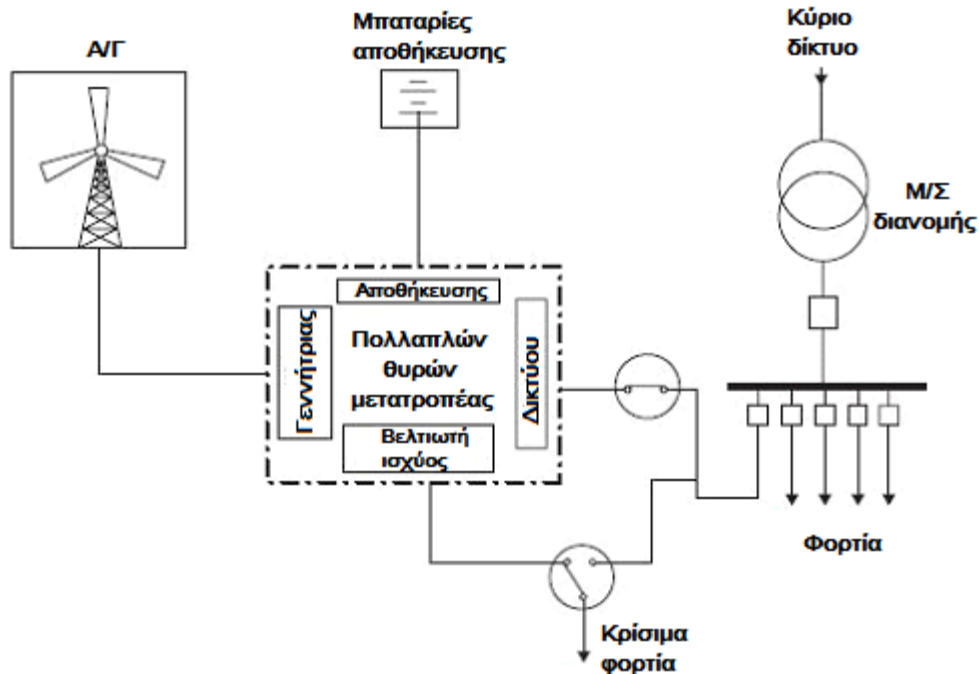 Α/Γ
Μπαταρίες
αποθήκευσης
Κύριο
δίκτυο
Μ/Σ
διανομής
Αποθήκευσης
Γεννήτριας
Πολλαπλών
θυρών
μετατροπέας
Δικτύου
Βελτιωτή
ισχύος
Φορτία
Κρίσιμα
φορτία